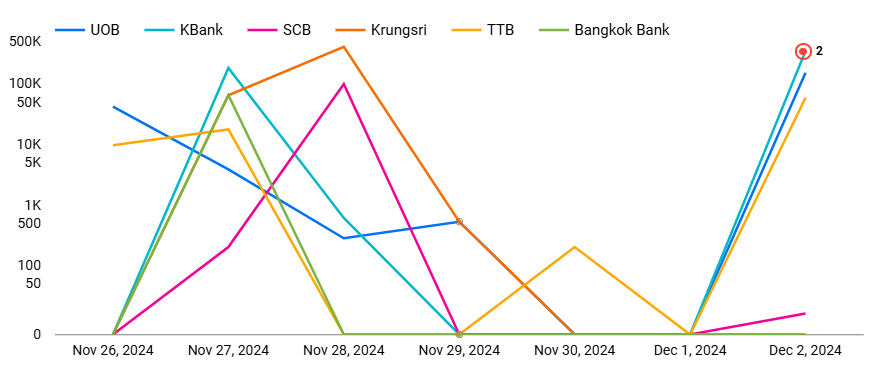 UOB KBank SCB Krungsri TTB Bangkok Bank
500K
2
100K
50K
10K
5K
1K
500
100
50
0
Nov 26, 2024 Nov 27, 2024 Nov 28, 2024 Nov 29, 2024 Nov 30, 2024 Dec 1, 2024 Dec 2, 2024